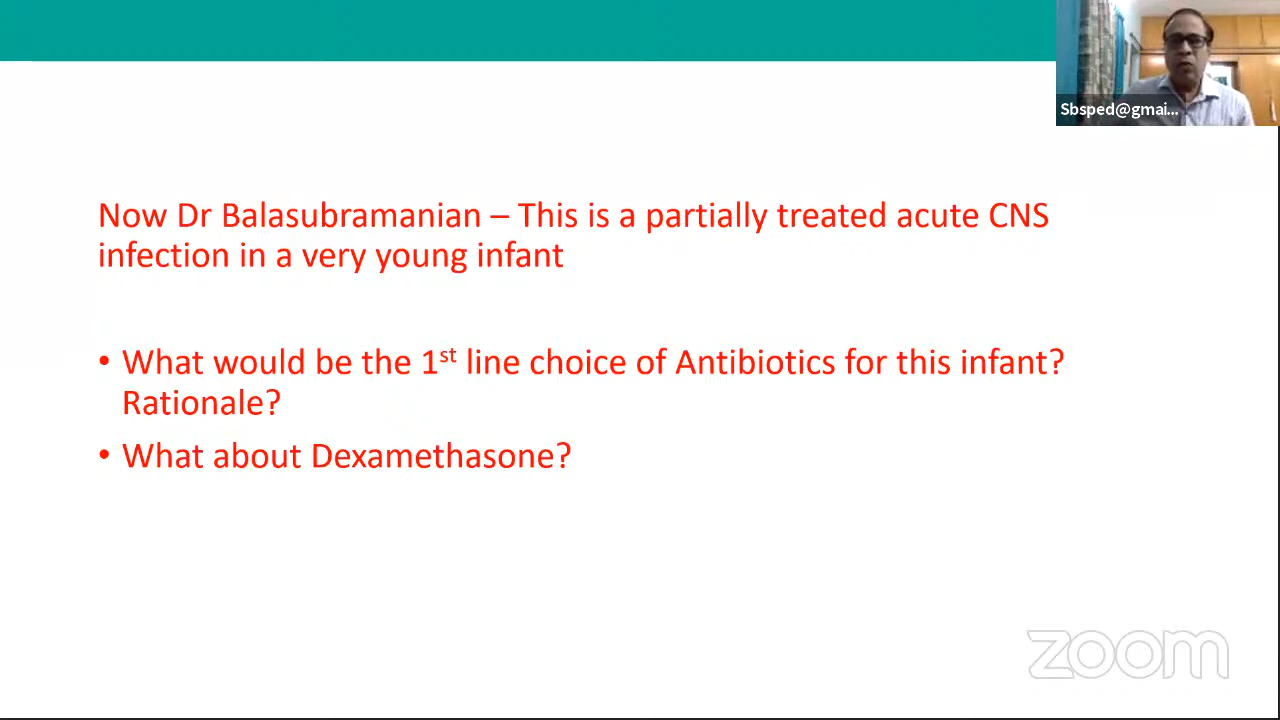 Sbsped@gmai...
Now Dr Balasubramanian – This is a partially treated acute CNS
infection in a very young infant
• What would be the 1st line choice of Antibiotics for this infant?
Rationale?
• What about Dexamethasone?
zoom